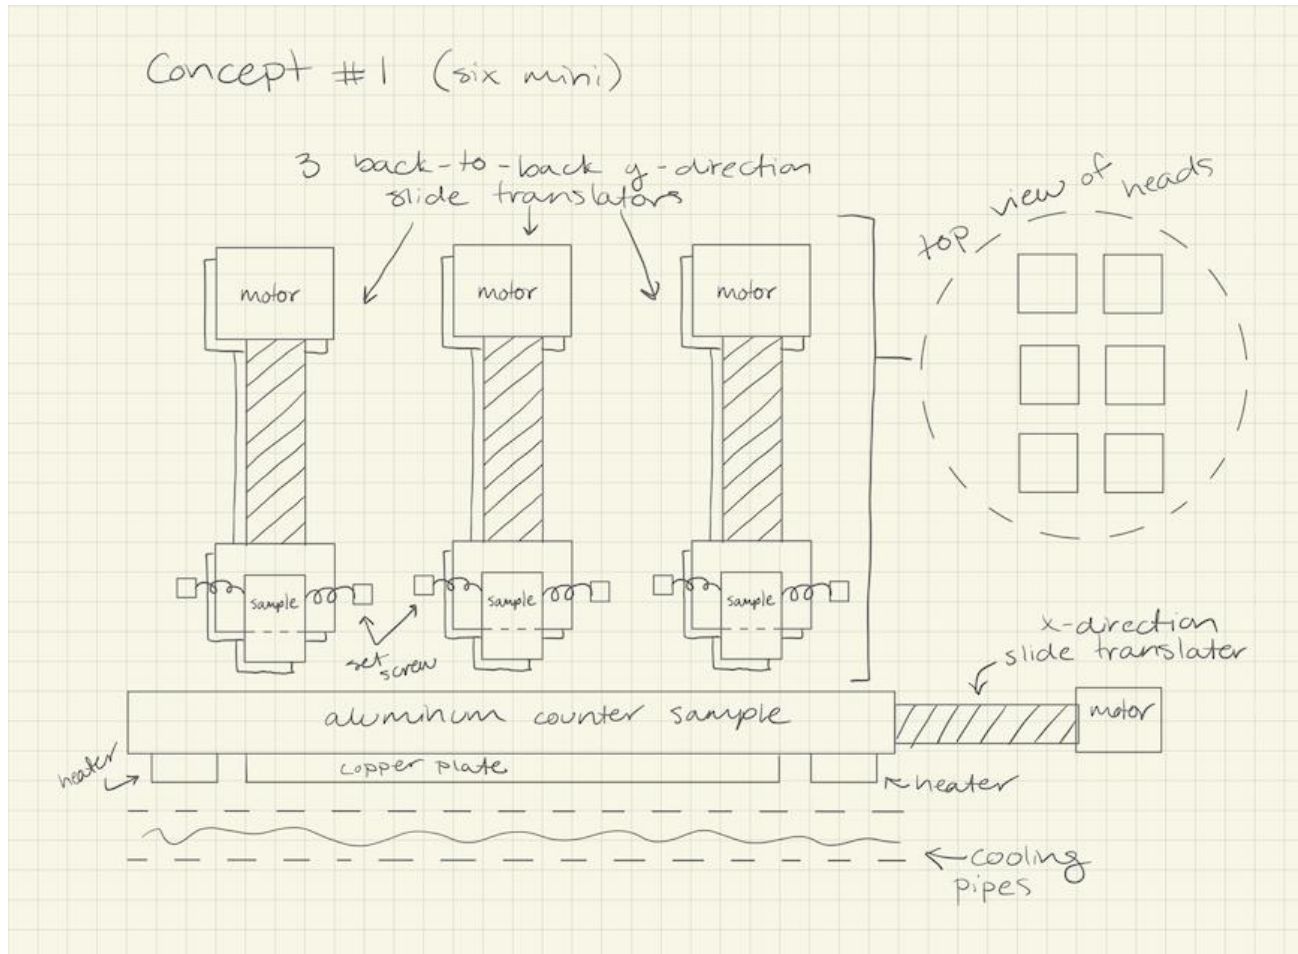 Concept #1 (six mini)
3 back-to-back y-direction
slide translators
top view of heads
motor
motor
motor
sample
sample
sample
set screw
x-direction
slide translater
motor
aluminum counter sample
heater
copper plate
heater
cooling
pipes